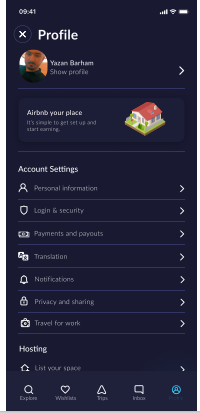 09:41
Profile
Yazan Barham
Show profile
Airbnb your place
It's simple to get set up and
start earning.
Account Settings
Personal information
Login & security
Payments and payouts
Translation
Notifications
Privacy and sharing
Travel for work
Hosting
List your space
Explore
Wishlists
Trips
Inbox
Profile